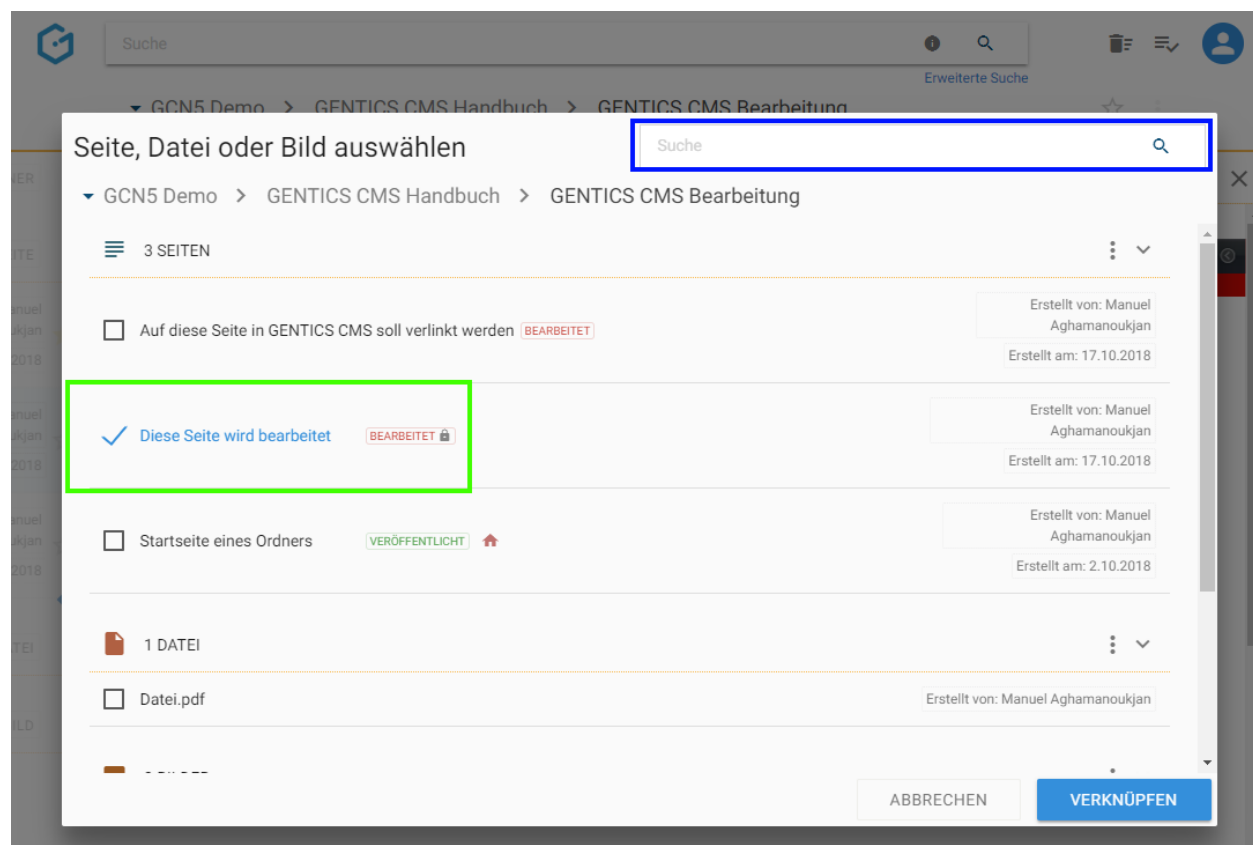 Suche
Erweiterte Suche
GCN5 Demo > GENTICS CMS Handbuch > GENTICS CMS Bearbeitung
Seite, Datei oder Bild auswählen
Suche
GCN5 Demo > GENTICS CMS Handbuch > GENTICS CMS Bearbeitung
3 SEITEN
Auf diese Seite in GENTICS CMS soll verlinkt werden BEARBEITET
Erstellt von: Manuel
Aghamanoukjan
Erstellt am: 17.10.2018
Diese Seite wird bearbeitet BEARBEITET
Erstellt von: Manuel
Aghamanoukjan
Erstellt am: 17.10.2018
Startseite eines Ordners VERÖFFENTLICHT
Erstellt von: Manuel
Aghamanoukjan
Erstellt am: 2.10.2018
1 DATEI
Datei.pdf
Erstellt von: Manuel Aghamanoukjan
ABBRECHEN
VERKNÜPFEN